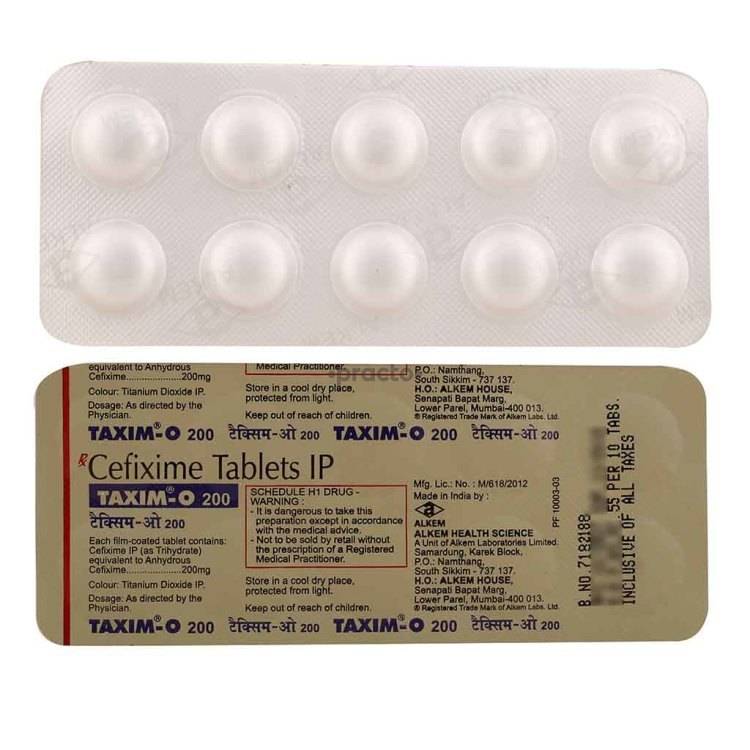 equivalent to Anhydrous
Cefixime....................200mg
Colour: Titanium Dioxide IP.
Dosage: As directed by the
Physician.
Medical Practitioner.
Store in a cool dry place,
protected from light.
Keep out of reach of children.
P.O.: Namthang,
South Sikkim - 737 137.
H.O.: ALKEM HOUSE,
Senapati Bapat Marg,
Lower Parel, Mumbai-400 013.
® Registered Trade Mark of Alkem Labs. Ltd.
practo
TAXIM®-O 200 टैक्सिम-ओ 200 TAXIM®-O 200 टैक्सिम-ओ 200
℞ Cefixime Tablets IP
TAXIM®-O 200
टैक्सिम-ओ 200
Each film-coated tablet contains:
Cefixime IP (as Trihydrate)
equivalent to Anhydrous
Cefixime....................200mg
Colour: Titanium Dioxide IP.
Dosage: As directed by the
Physician.
SCHEDULE H1 DRUG -
WARNING :
- It is dangerous to take this
preparation except in accordance
with the medical advice.
- Not to be sold by retail without
the prescription of a Registered
Medical Practitioner.
Store in a cool dry place,
protected from light.
Keep out of reach of children.
Mfg. Lic. No. : M/618/2012
Made in India by :
a
ALKEM
ALKEM HEALTH SCIENCE
A Unit of Alkem Laboratories Limited.
Samardung, Karek Block,
P.O.: Namthang,
South Sikkim - 737 137.
H.O.: ALKEM HOUSE,
Senapati Bapat Marg,
Lower Parel, Mumbai-400 013.
® Registered Trade Mark of Alkem Labs. Ltd.
PF 10003-03
TAXIM®-O 200 टैक्सिम-ओ 200 TAXIM®-O 200 टैक्सिम-ओ 200
B.NO.7182188
55 PER 10 TABS.
INCLUSIVE OF ALL TAXES